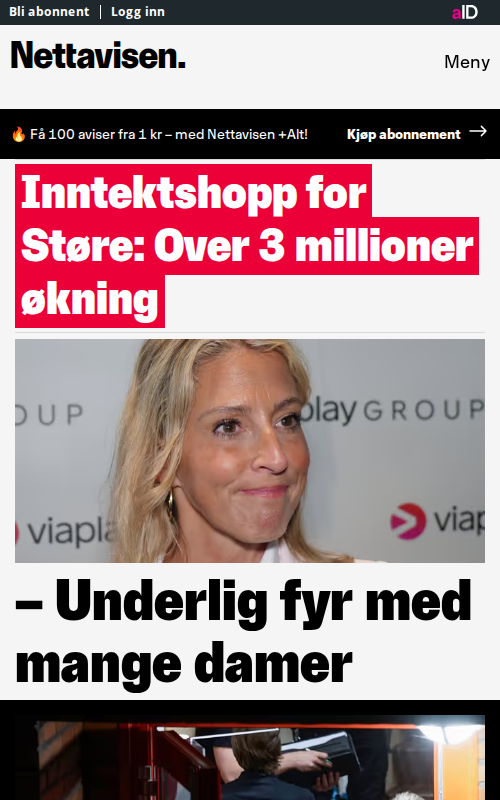 Bli abonnent | Logg inn
aID
Nettavisen.
Meny
🔥 Få 100 aviser fra 1 kr – med Nettavisen +Alt!
Kjøp abonnement →
Inntektshopp for
Støre: Over 3 millioner
økning
OUP
play GROUP
viapla
viap
– Underlig fyr med
mange damer